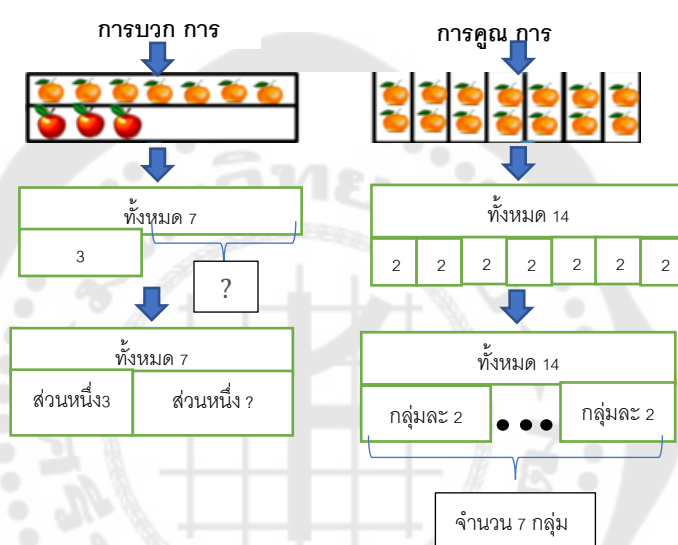 การบวก การ
ทั้งหมด 7
3
?
ทั้งหมด 7
ส่วนหนึ่ง3
ส่วนหนึ่ง ?
การคูณ การ
ทั้งหมด 14
2 2 2 2 2 2 2
ทั้งหมด 14
กลุ่มละ 2 ••• กลุ่มละ 2
จำนวน 7 กลุ่ม